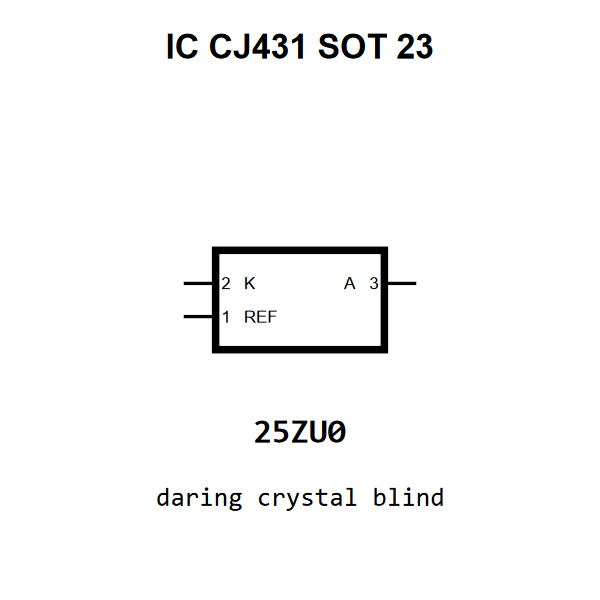 IC CJ431 SOT 23
2 K A 3
1 REF
25ZU0
daring crystal blind